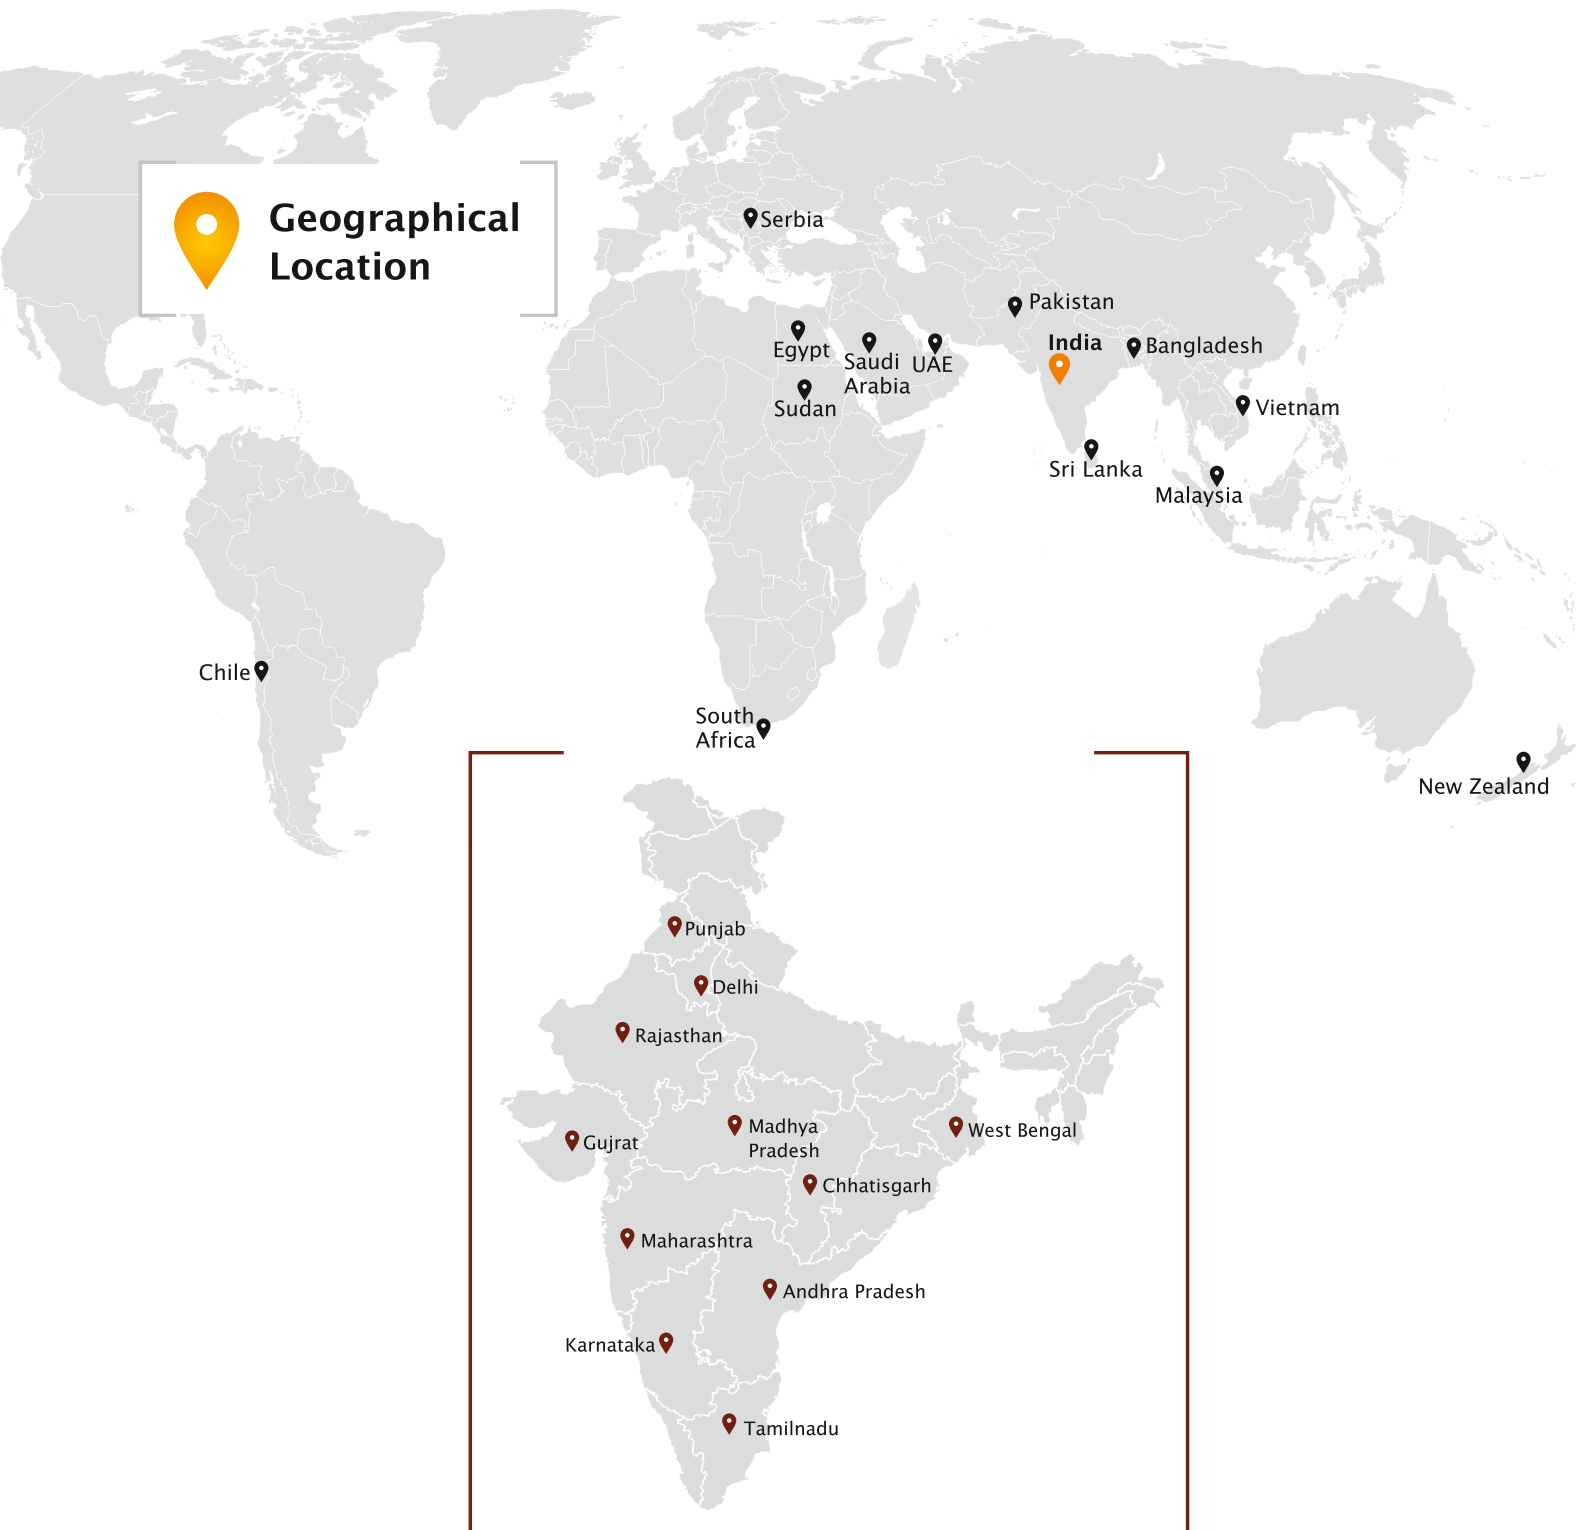 Geographical
Location
Serbia
Pakistan
India
Bangladesh
Egypt
Saudi
Arabia
UAE
Sudan
Vietnam
Sri Lanka
Malaysia
Chile
South
Africa
New Zealand
Punjab
Delhi
Rajasthan
Madhya
Pradesh
West Bengal
Gujrat
Chhatisgarh
Maharashtra
Andhra Pradesh
Karnataka
Tamilnadu